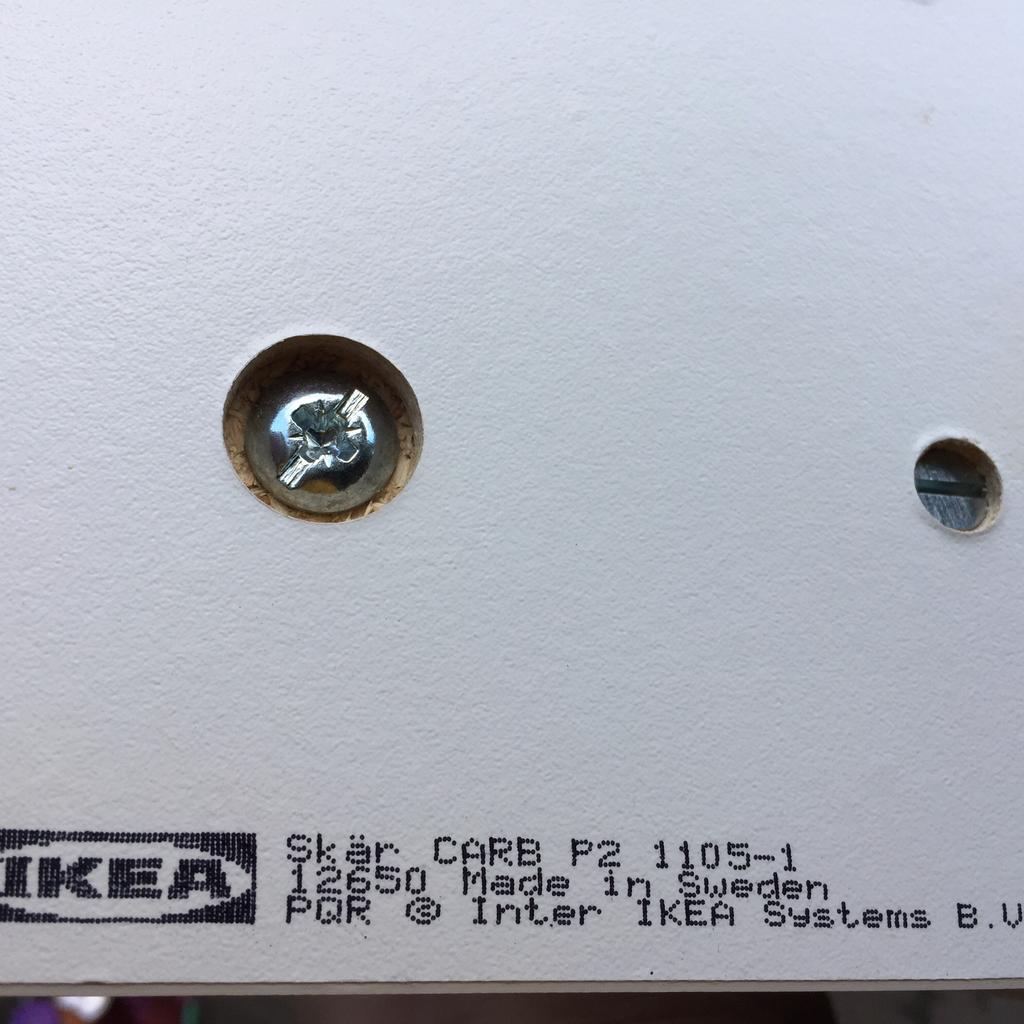 IKEA
Skär CARB P2 1105-1
12650 Made in Sweden
PQR ® Inter IKEA Systems B.V